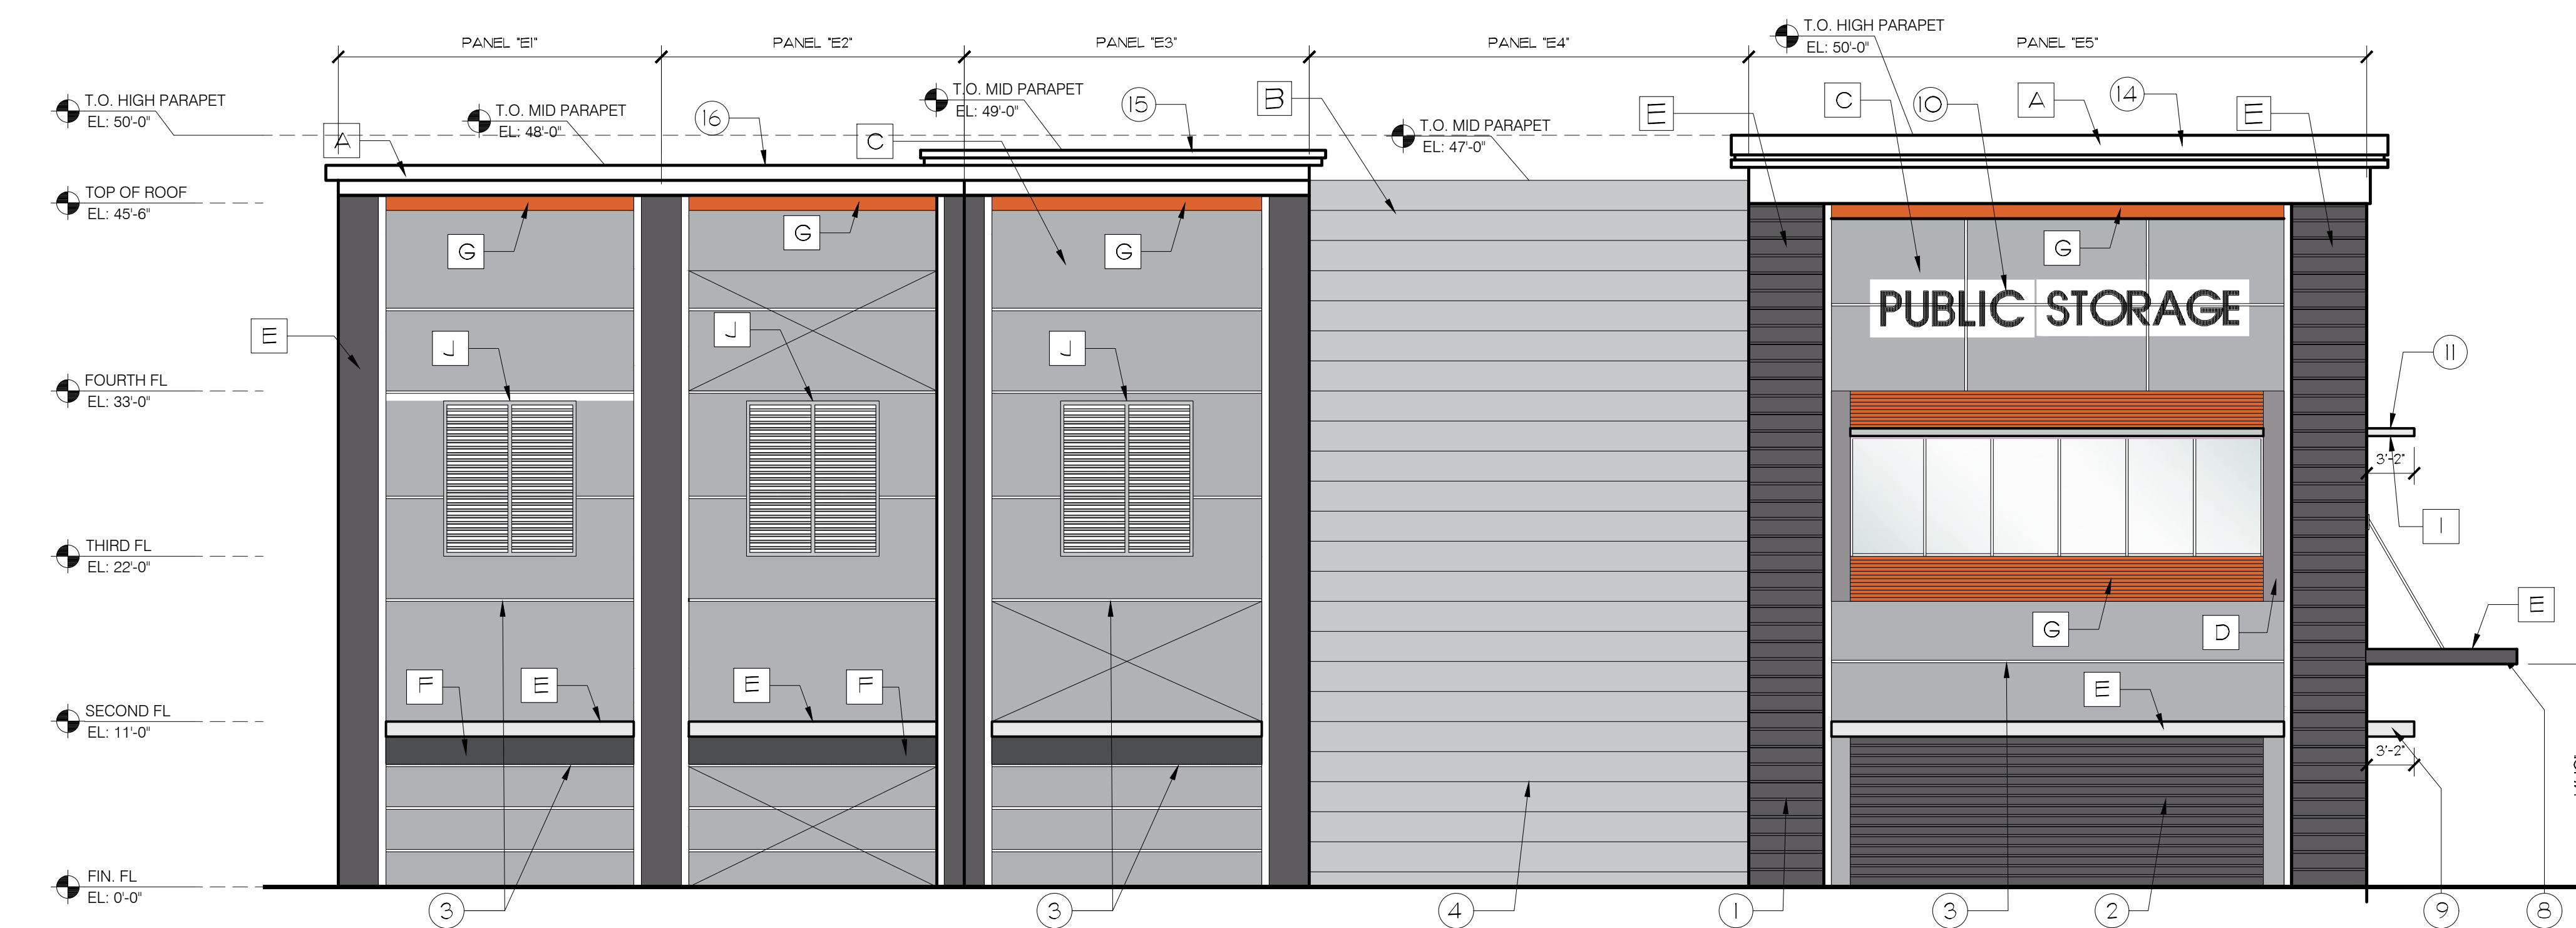 PANEL "E1"
PANEL "E2"
PANEL "E3"
PANEL "E4"
PANEL "E5"
T.O. HIGH PARAPET
EL: 50'-0"
T.O. HIGH PARAPET
EL: 50'-0"
T.O. MID PARAPET
EL: 48'-0"
16
T.O. MID PARAPET
EL: 49'-0"
15
B
T.O. MID PARAPET
EL: 47'-0"
E
C
10
A
14
E
A
C
TOP OF ROOF
EL: 45'-6"
G
G
G
G
PUBLIC STORAGE
E
J
J
J
11
FOURTH FL
EL: 33'-0"
3'-2"
I
THIRD FL
EL: 22'-0"
G
D
E
F
E
E
F
E
SECOND FL
EL: 11'-0"
3'-2"
FIN. FL
EL: 0'-0"
3
3
4
1
3
2
9
8